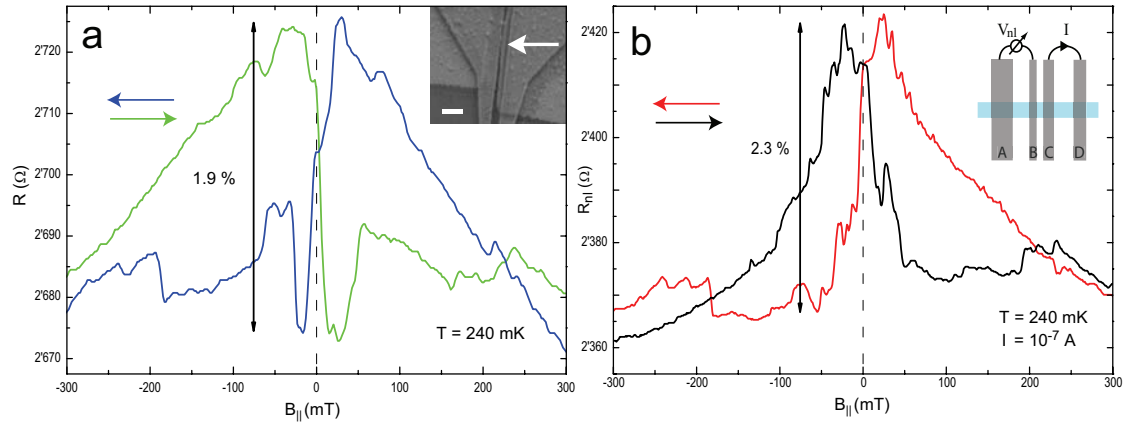 a
1.9 %
T = 240 mK
R (Ω)
2'720
2'710
2'700
2'690
2'680
2'670
-300 -200 -100 0 100 200 300
B|| (mT)
b
Vnl I
A B C D
2.3 %
T = 240 mK
I = 10-7 A
Rnl (Ω)
2'420
2'400
2'380
2'360
-300 -200 -100 0 100 200 300
B|| (mT)